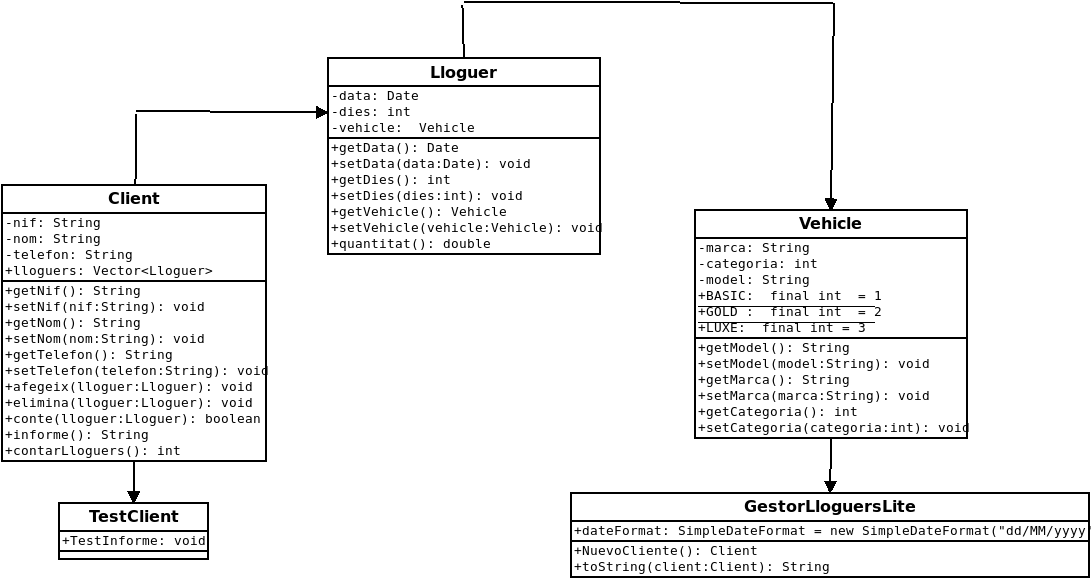 Lloguer
-data: Date
-dies: int
-vehicle:  Vehicle
+getData(): Date
+setData(data:Date): void
+getDies(): int
+setDies(dies:int): void
+getVehicle(): Vehicle
+setVehicle(vehicle:Vehicle): void
+quantitat(): double
Client
-nif: String
-nom: String
-telefon: String
+lloguers: Vector<Lloguer>
+getNif(): String
+setNif(nif:String): void
+getNom(): String
+setNom(nom:String): void
+getTelefon(): String
+setTelefon(telefon:String): void
+afegeix(lloguer:Lloguer): void
+elimina(lloguer:Lloguer): void
+conte(lloguer:Lloguer): boolean
+informe(): String
+contarLloguers(): int
Vehicle
-marca: String
-categoria: int
-model: String
+BASIC:  final int  = 1
+GOLD :  final int  = 2
+LUXE:  final int = 3
+getModel(): String
+setModel(model:String): void
+getMarca(): String
+setMarca(marca:String): void
+getCategoria(): int
+setCategoria(categoria:int): void
TestClient
+TestInforme: void
GestorLloguersLite
+dateFormat: SimpleDateFormat = new SimpleDateFormat("dd/MM/yyyy"
+NuevoCliente(): Client
+toString(client:Client): String